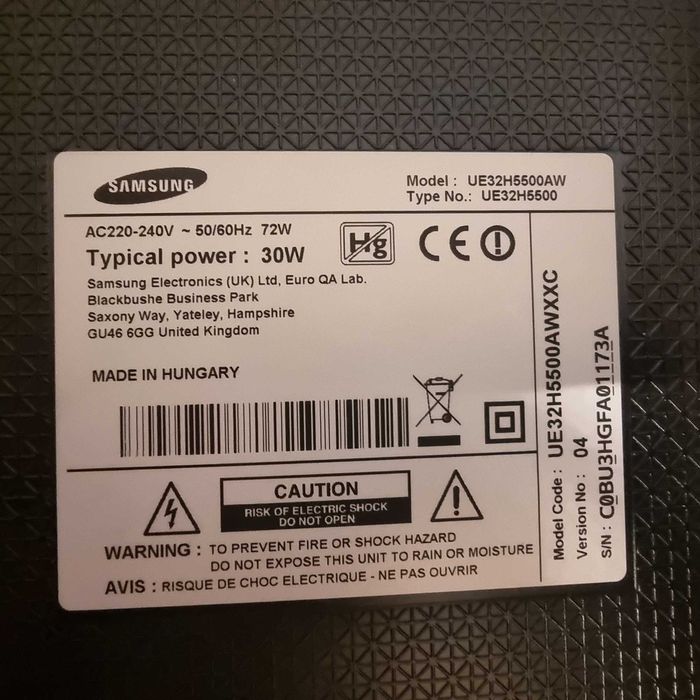 SAMSUNG
Model : UE32H5500AW
Type No.: UE32H5500
AC220-240V ~ 50/60Hz 72W
Typical power : 30W
Hg
CE
Samsung Electronics (UK) Ltd, Euro QA Lab.
Blackbushe Business Park
Saxony Way, Yateley, Hampshire
GU46 6GG United Kingdom
MADE IN HUNGARY
CAUTION
RISK OF ELECTRIC SHOCK
DO NOT OPEN
WARNING : TO PREVENT FIRE OR SHOCK HAZARD
DO NOT EXPOSE THIS UNIT TO RAIN OR MOISTURE
AVIS : RISQUE DE CHOC ELECTRIQUE - NE PAS OUVRIR
Model Code : UE32H5500AWXXC
Version No : 04
S/N : C0BU3HGFA01173A